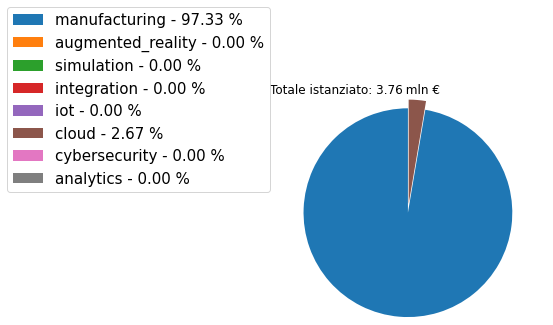 manufacturing - 97.33 %
augmented_reality - 0.00 %
simulation - 0.00 %
integration - 0.00 %
iot - 0.00 %
cloud - 2.67 %
cybersecurity - 0.00 %
analytics - 0.00 %
Totale istanziato: 3.76 mln €